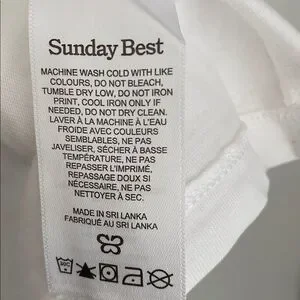 Sunday Best
MACHINE WASH COLD WITH LIKE
COLOURS, DO NOT BLEACH,
TUMBLE DRY LOW, DO NOT IRON
PRINT, COOL IRON ONLY IF
NEEDED, DO NOT DRY CLEAN.
LAVER À LA MACHINE À L'EAU
FROIDE AVEC COULEURS
SEMBLABLES, NE PAS
JAVELISER, SÉCHER À BASSE
TEMPÉRATURE, NE PAS
REPASSER L'IMPRIMÉ,
REPASSAGE DOUX SI
NÉCESSAIRE, NE PAS
NETTOYER À SEC.
MADE IN SRI LANKA
FABRIQUÉ AU SRI LANKA